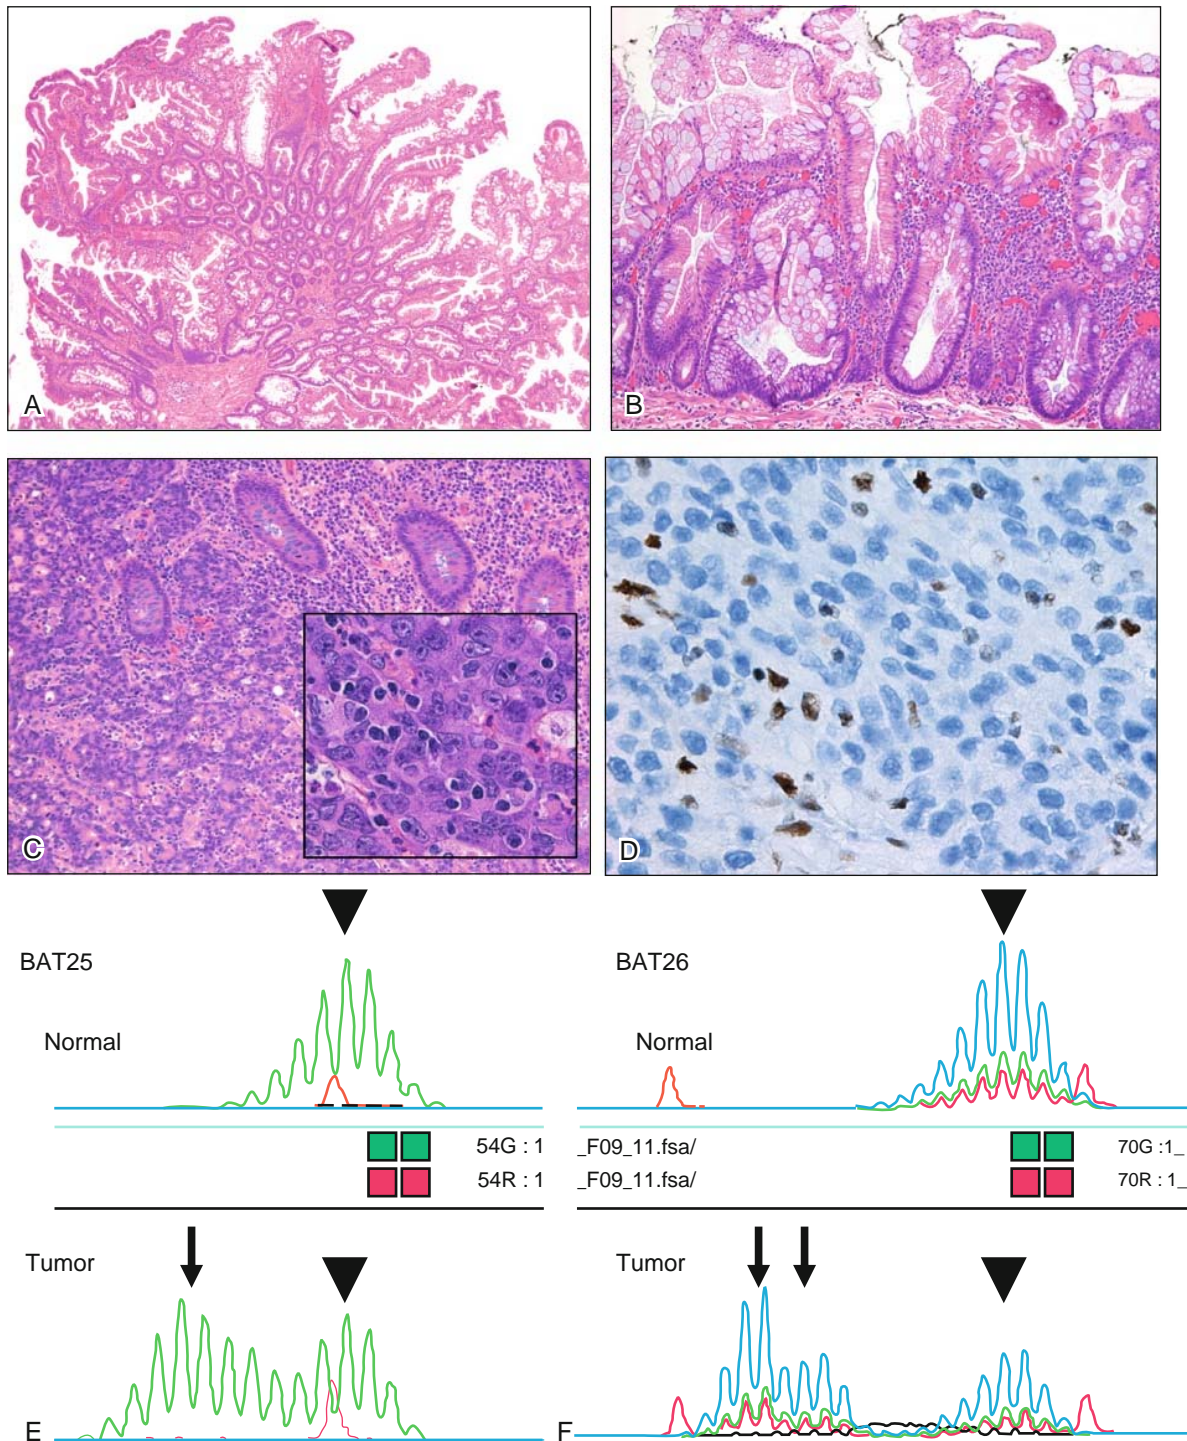 A
B
C
D
BAT25
BAT26
Normal
Normal
54G : 1
_F09_11.fsa/
70G :1_
54R : 1
_F09_11.fsa/
70R : 1_
Tumor
Tumor
E
F